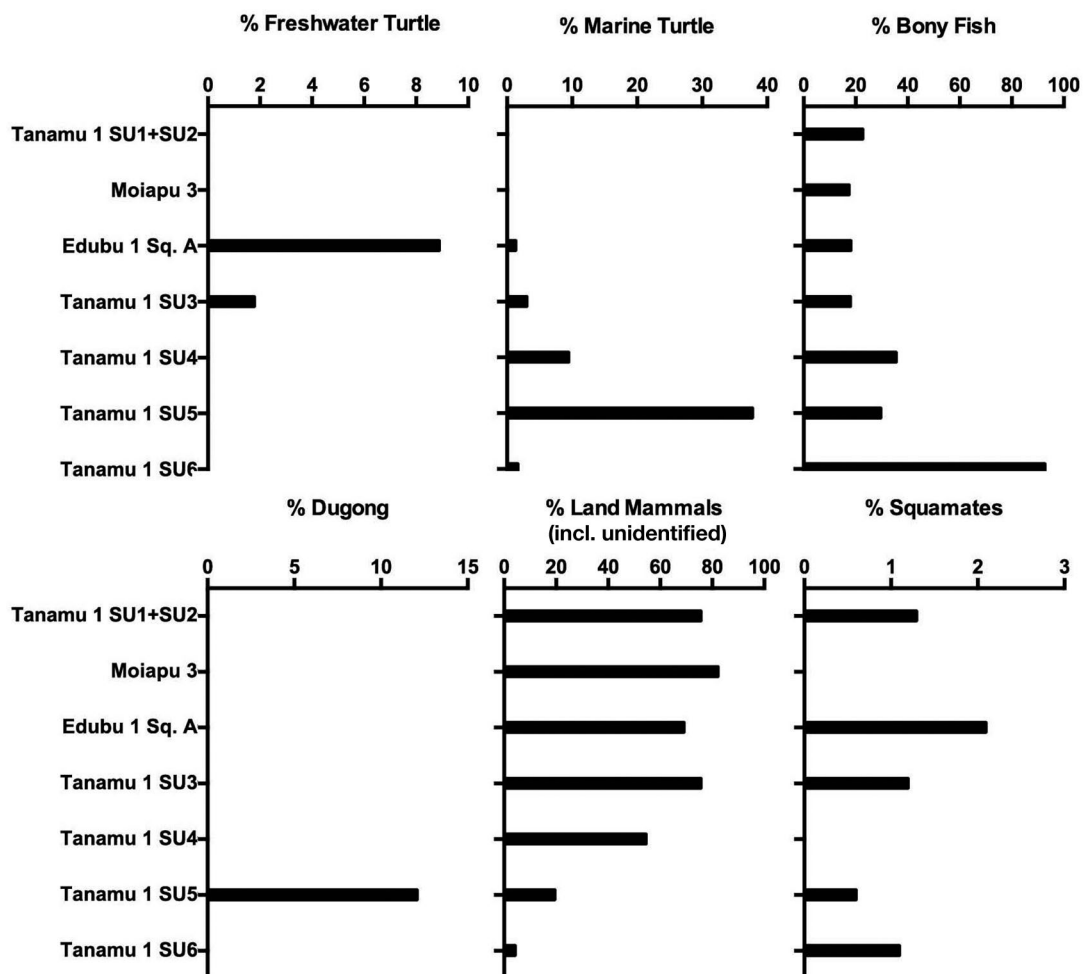 % Freshwater Turtle
% Marine Turtle
% Bony Fish
0 2 4 6 8 10
0 10 20 30 40
0 20 40 60 80 100
Tanamu 1 SU1+SU2
Moiapu 3
Edubu 1 Sq. A
Tanamu 1 SU3
Tanamu 1 SU4
Tanamu 1 SU5
Tanamu 1 SU6
% Dugong
% Land Mammals
(incl. unidentified)
% Squamates
0 5 10 15
0 20 40 60 80 100
0 1 2 3
Tanamu 1 SU1+SU2
Moiapu 3
Edubu 1 Sq. A
Tanamu 1 SU3
Tanamu 1 SU4
Tanamu 1 SU5
Tanamu 1 SU6